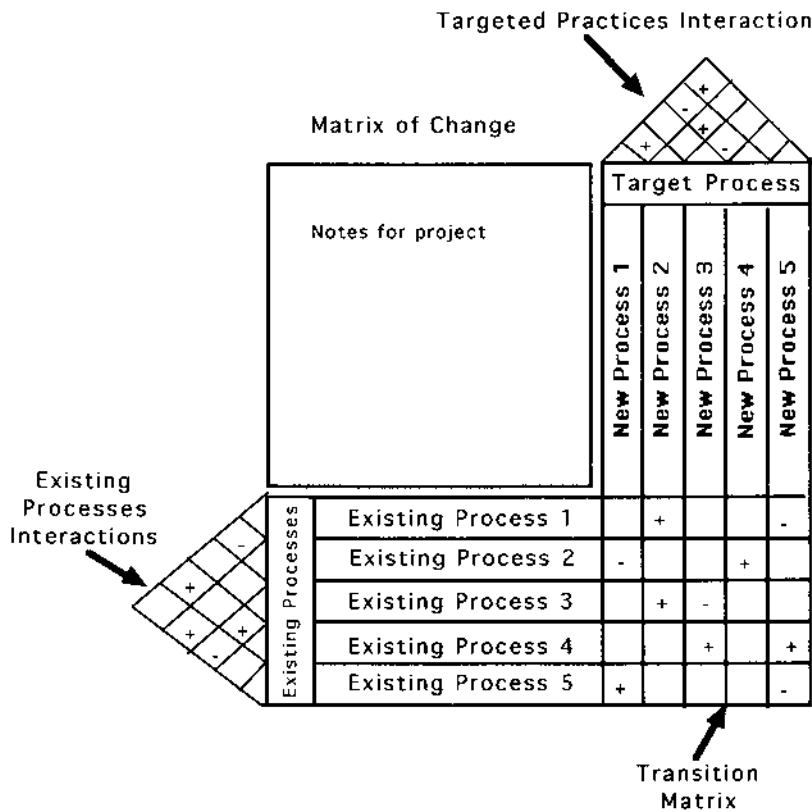 Targeted Practices Interaction
+
-
+
+
-
Matrix of Change
Target Process
Notes for project
New Process 1
New Process 2
New Process 3
New Process 4
New Process 5
Existing
Processes
Interactions
-
+
+
+
-
Existing Processes
Existing Process 1
+
-
Existing Process 2
-
+
Existing Process 3
+
-
Existing Process 4
+
+
Existing Process 5
+
-
Transition
Matrix